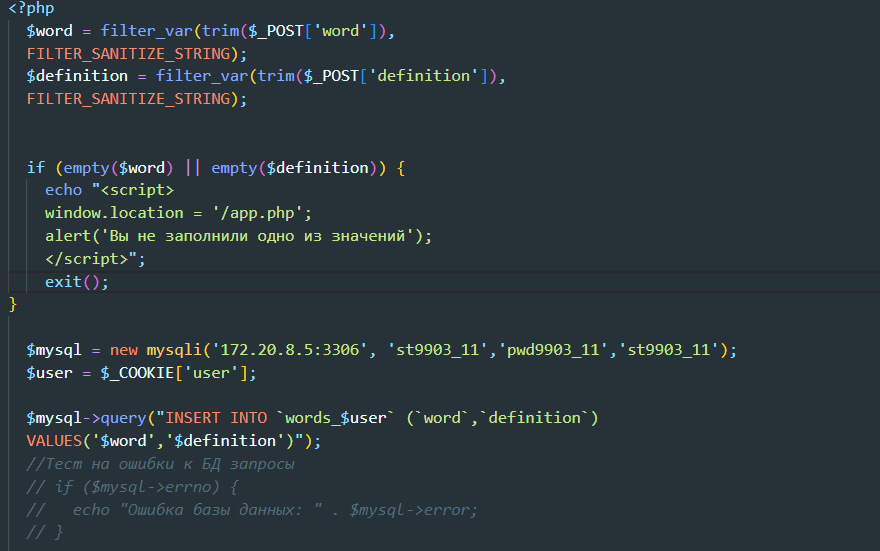 <?php
$word = filter_var(trim($_POST['word']),
FILTER_SANITIZE_STRING);
$definition = filter_var(trim($_POST['definition']),
FILTER_SANITIZE_STRING);
if (empty($word) || empty($definition)) {
echo "<script>
window.location = '/app.php';
alert('Вы не заполнили одно из значений');
</script>";
exit();
}
$mysql = new mysqli('172.20.8.5:3306', 'st9903_11','pwd9903_11','st9903_11');
$user = $_COOKIE['user'];
$mysql->query("INSERT INTO `words_$user` (`word`,`definition`)
VALUES('$word','$definition')");
//Тест на ошибки к БД запросы
// if ($mysql->errno) {
//   echo "Ошибка базы данных: " . $mysql->error;
// }